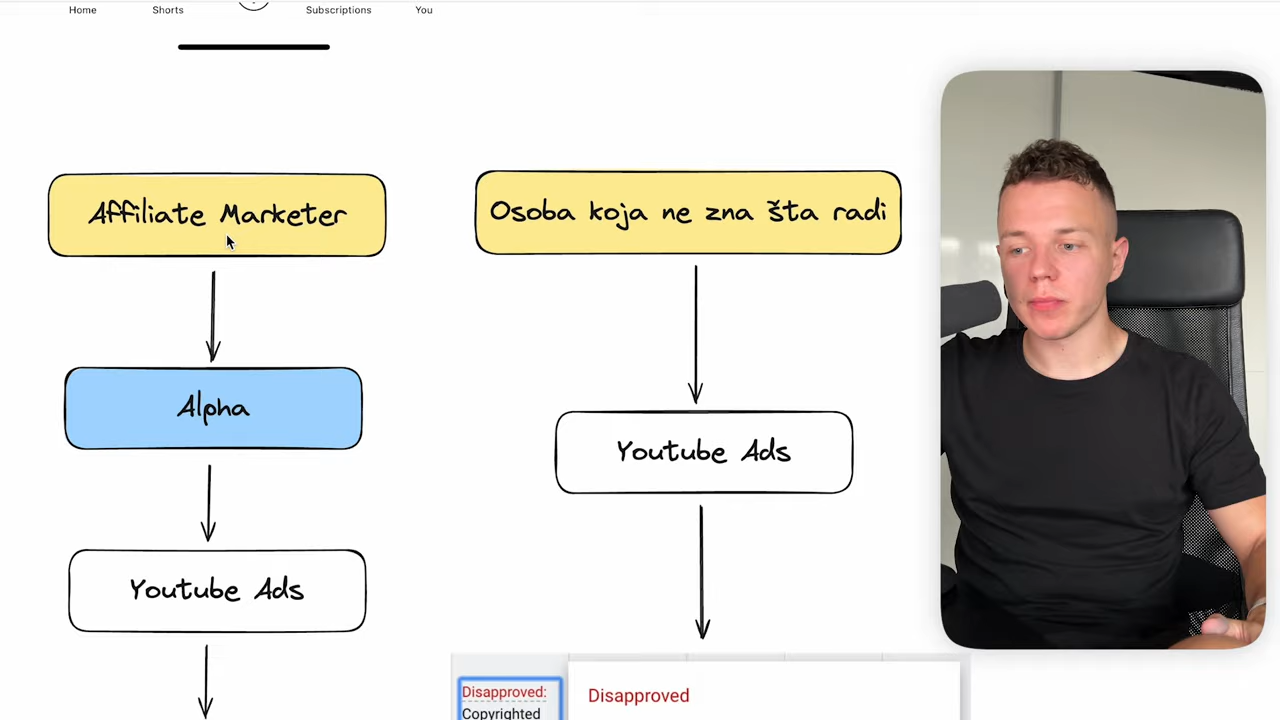 Home
Shorts
Subscriptions
You
Affiliate Marketer
Osoba koja ne zna šta radi
Alpha
Youtube Ads
Youtube Ads
Disapproved:
Copyrighted
Disapproved